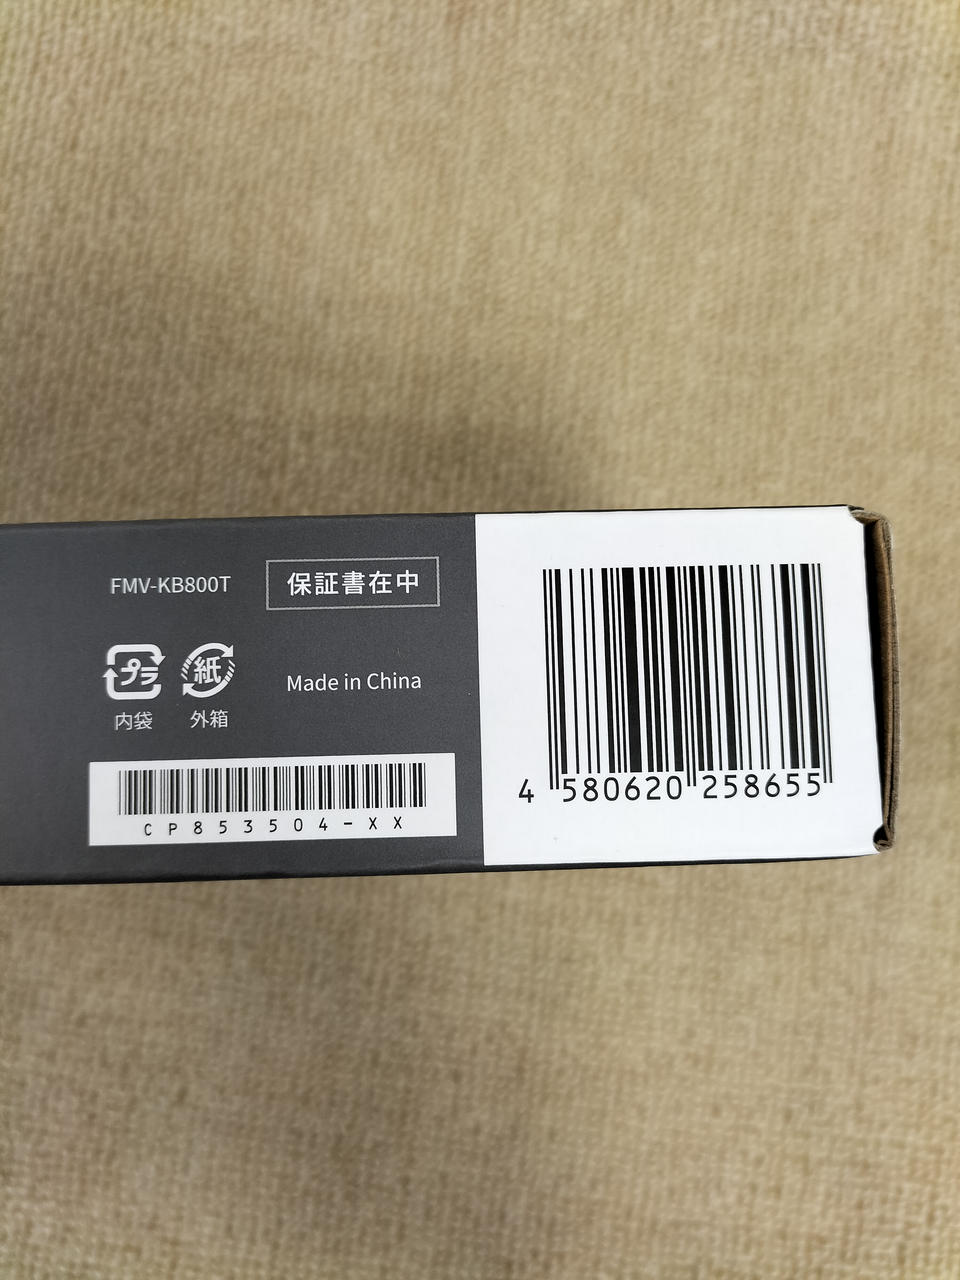 FMV-KB800T
保証書在中
プラ
紙
内袋
外箱
Made in China
CP853504-XX
4 580620 258655